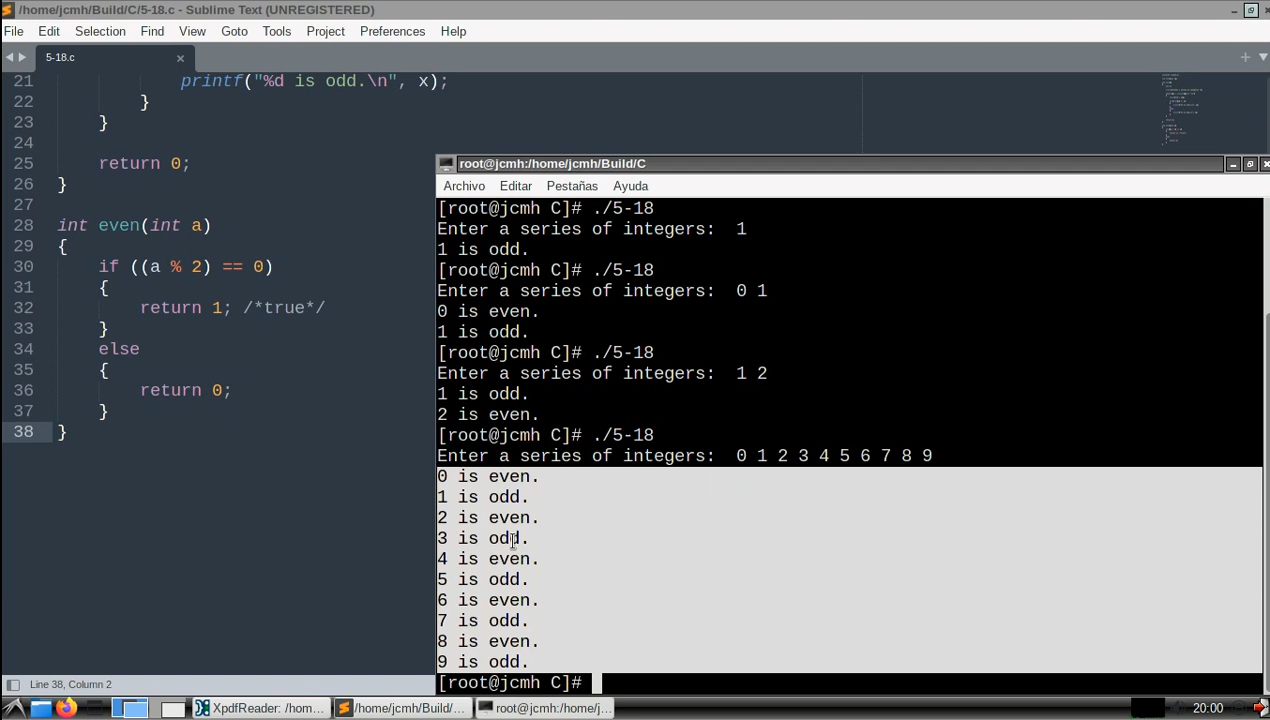 /home/jcmh/Build/C/5-18.c - Sublime Text (UNREGISTERED)
File Edit Selection Find View Goto Tools Project Preferences Help
5-18.c
21 printf("%d is odd.\n", x);
22 }
23 }
24
25 return 0;
26 }
27
28 int even(int a)
29 {
30 if ((a % 2) == 0)
31 {
32 return 1; /*true*/
33 }
34 else
35 {
36 return 0;
37 }
38 }
root@jcmh:/home/jcmh/Build/C
Archivo Editar Pestañas Ayuda
[root@jcmh C]# ./5-18
Enter a series of integers:  1
1 is odd.
[root@jcmh C]# ./5-18
Enter a series of integers:  0 1
0 is even.
1 is odd.
[root@jcmh C]# ./5-18
Enter a series of integers:  1 2
1 is odd.
2 is even.
[root@jcmh C]# ./5-18
Enter a series of integers:  0 1 2 3 4 5 6 7 8 9
0 is even.
1 is odd.
2 is even.
3 is odd.
4 is even.
5 is odd.
6 is even.
7 is odd.
8 is even.
9 is odd.
[root@jcmh C]#
Line 38, Column 2
XpdfReader: /hom... /home/jcmh/Build/... root@jcmh:/home/j... 20:00